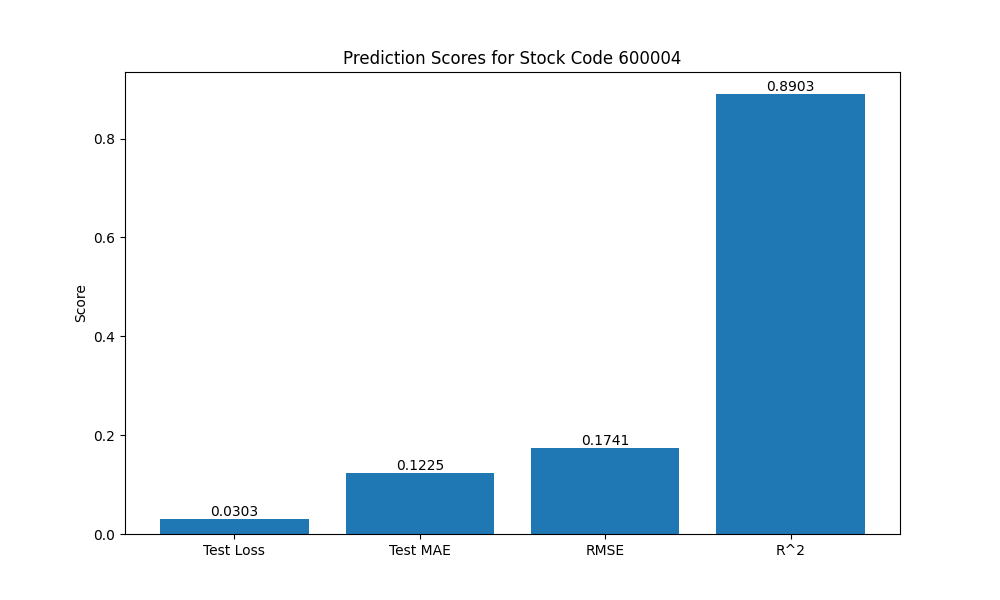 Prediction Scores for Stock Code 600004
0.8903
0.8
0.6
Score
0.4
0.2
0.1741
0.1225
0.0303
0.0
Test Loss
Test MAE
RMSE
R^2